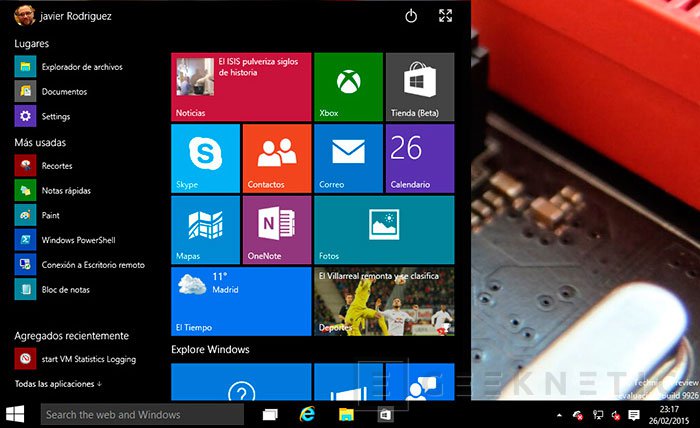 javier Rodriguez
Lugares
Explorador de archivos
Documentos
Settings
Más usadas
Recortes
Notas rápidas
Paint
Windows PowerShell
Conexión a Escritorio remoto
Bloc de notas
Agregados recientemente
start VM Statistics Logging
Todas las aplicaciones
El ISIS pulveriza siglos
de historia
Noticias
Xbox
Tienda (Beta)
Skype
Contactos
Correo
26
Calendario
Mapas
OneNote
Fotos
11°
Madrid
El Tiempo
El Villarreal remonta y se clasifica
Deportes
Explore Windows
GEEKNETIC
Technical Preview
build 9926
Search the web and Windows
23:17
26/02/2015